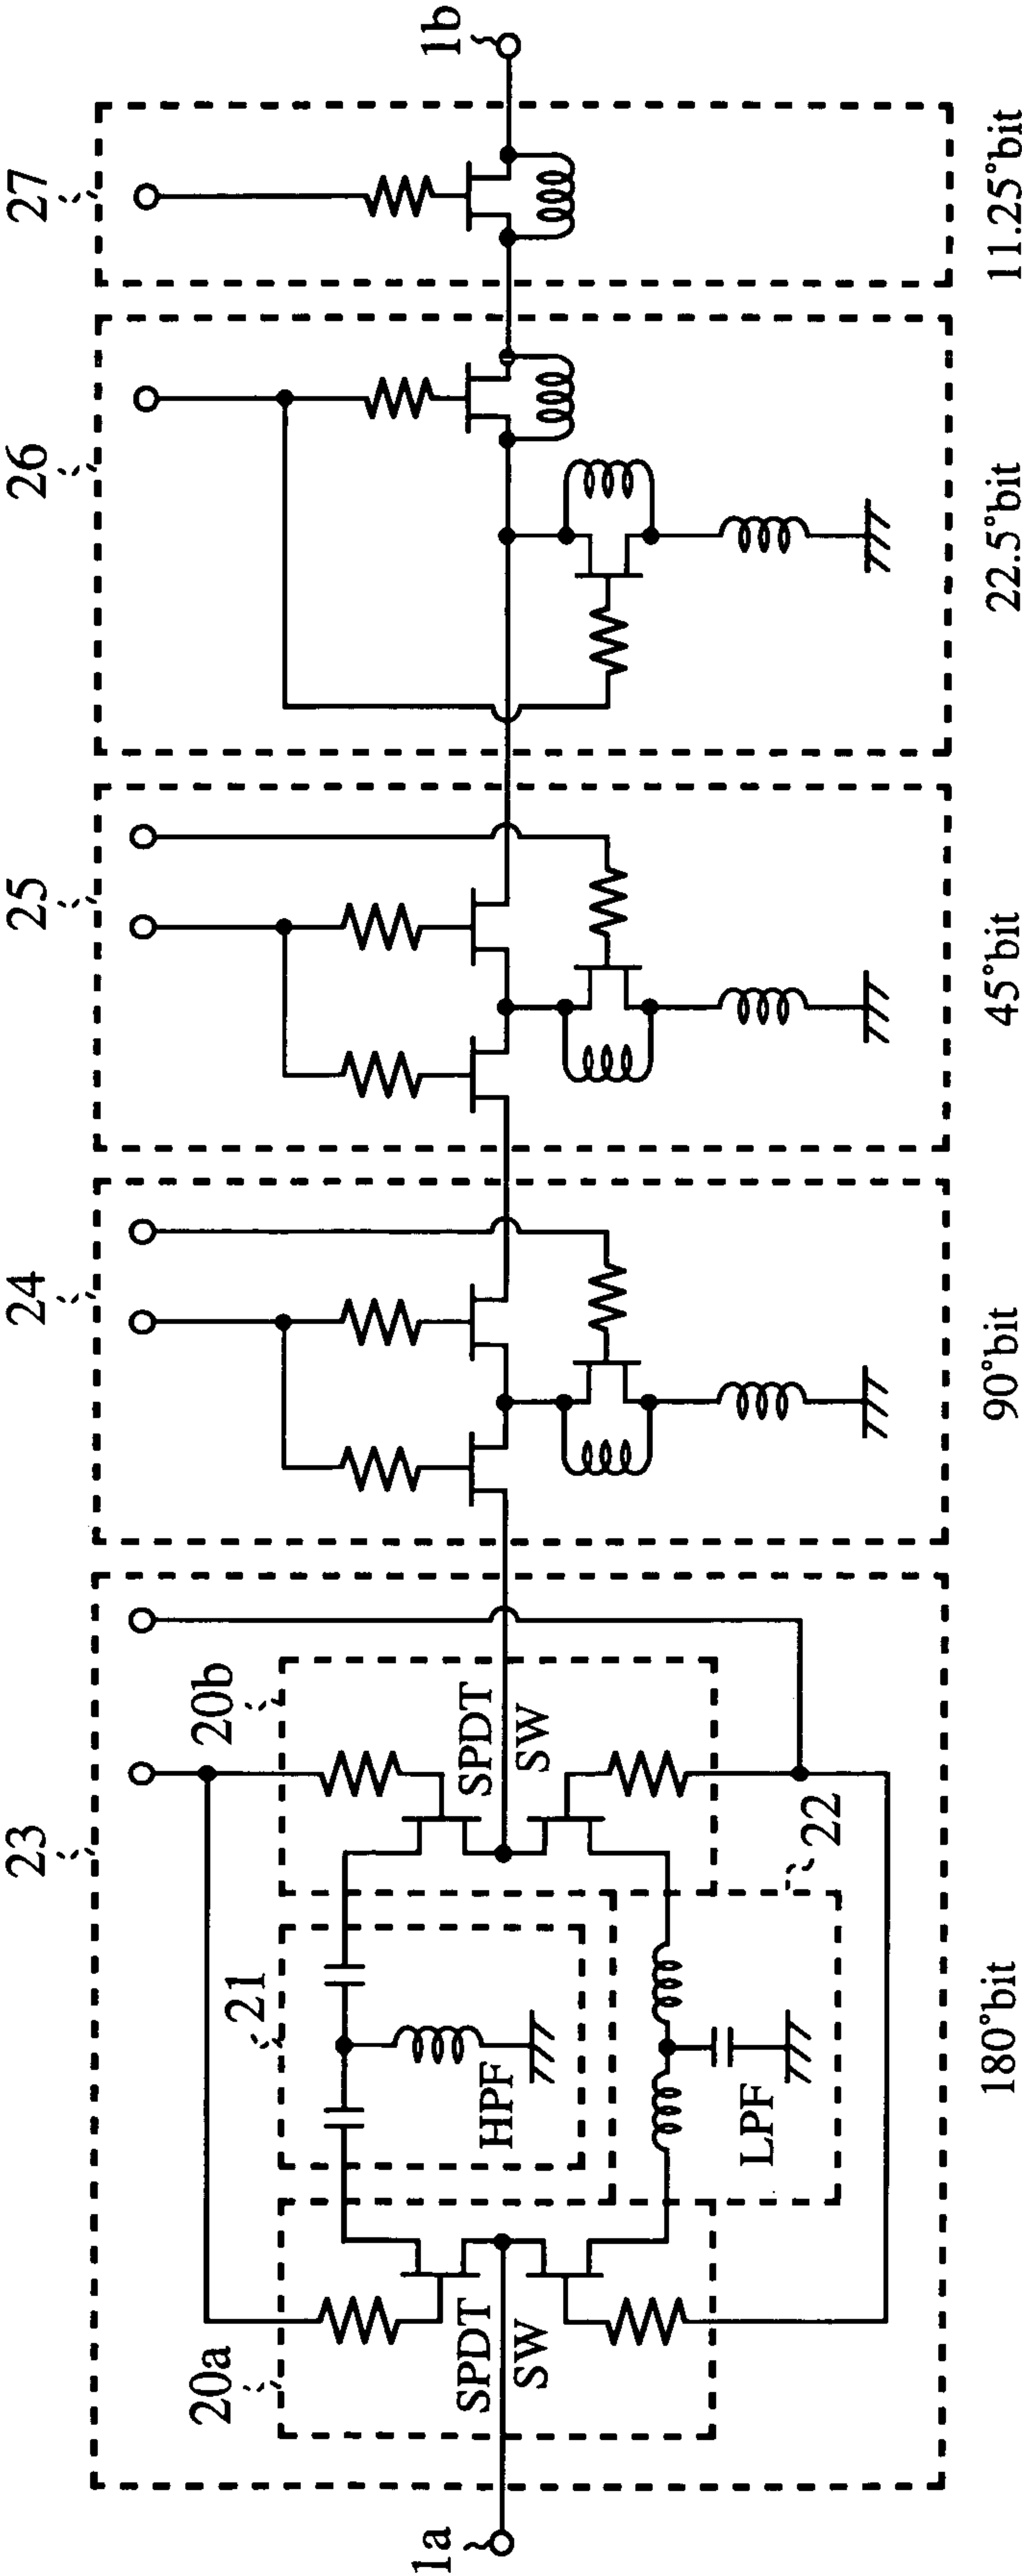 23
24
25
26
27
20a
20b
21
22
SPDT
SW
SPDT
SW
HPF
LPF
1a
1b
180°bit
90°bit
45°bit
22.5°bit
11.25°bit